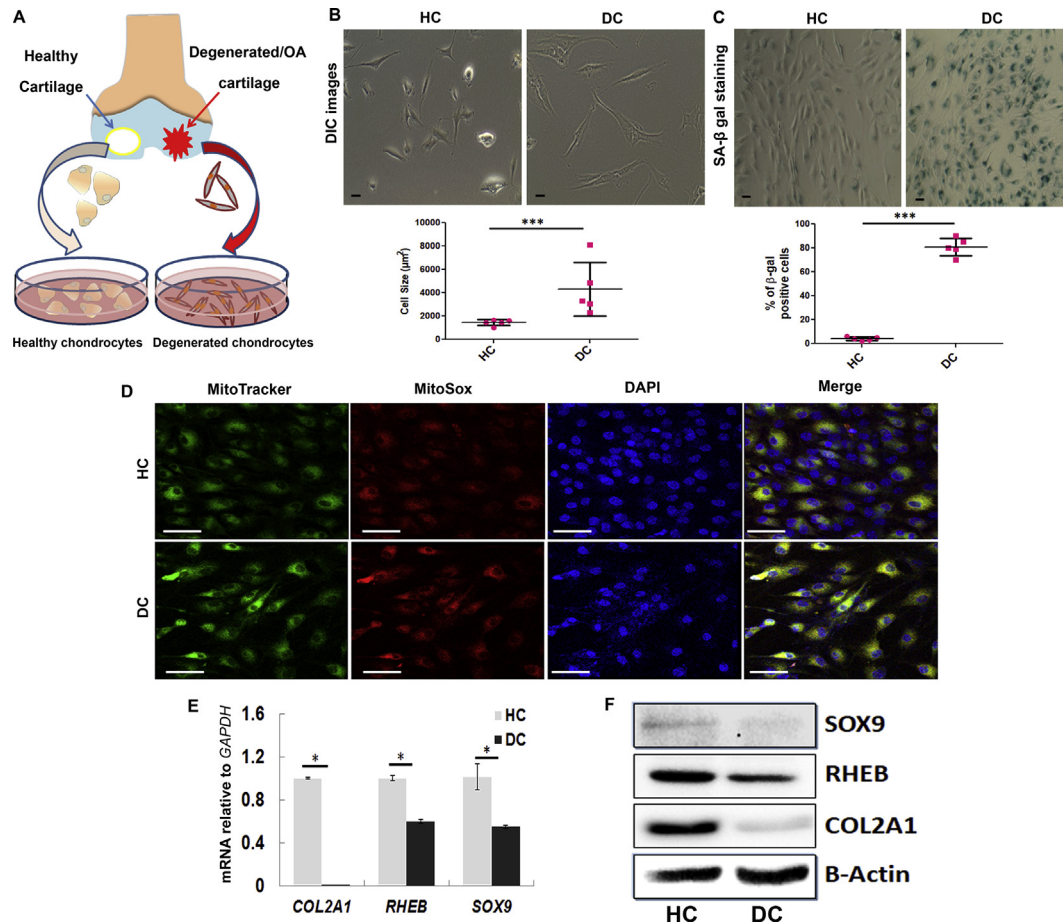 A
Healthy
Cartilage
Degenerated/OA
cartilage
Healthy chondrocytes
Degenerated chondrocytes
B
HC
DC
DIC images
***
Cell Size (µm²)
10000
8000
6000
4000
2000
0
HC
DC
C
HC
DC
SA-β gal staining
***
% of β-gal
positive cells
100
80
60
40
20
0
HC
DC
D
MitoTracker
MitoSox
DAPI
Merge
HC
DC
E
mRNA relative to GAPDH
1.6
1.2
0.8
0.4
0
HC
DC
*
*
*
COL2A1
RHEB
SOX9
F
SOX9
RHEB
COL2A1
B-Actin
HC
DC